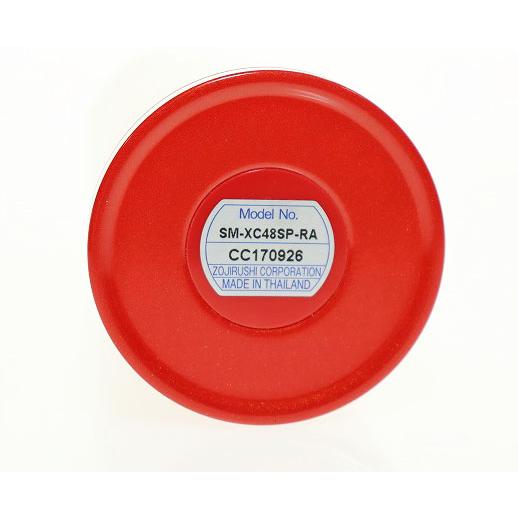 Model No.
SM-XC48SP-RA
CC170926
ZOJIRUSHI CORPORATION
MADE IN THAILAND